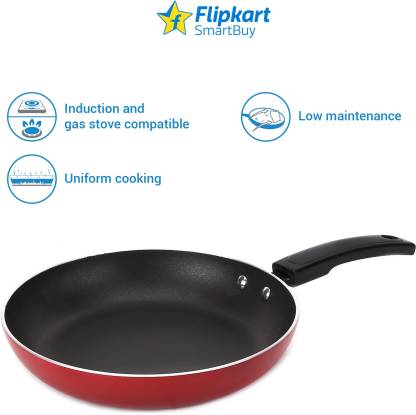 Flipkart
SmartBuy
Induction and
gas stove compatible
Low maintenance
Uniform cooking